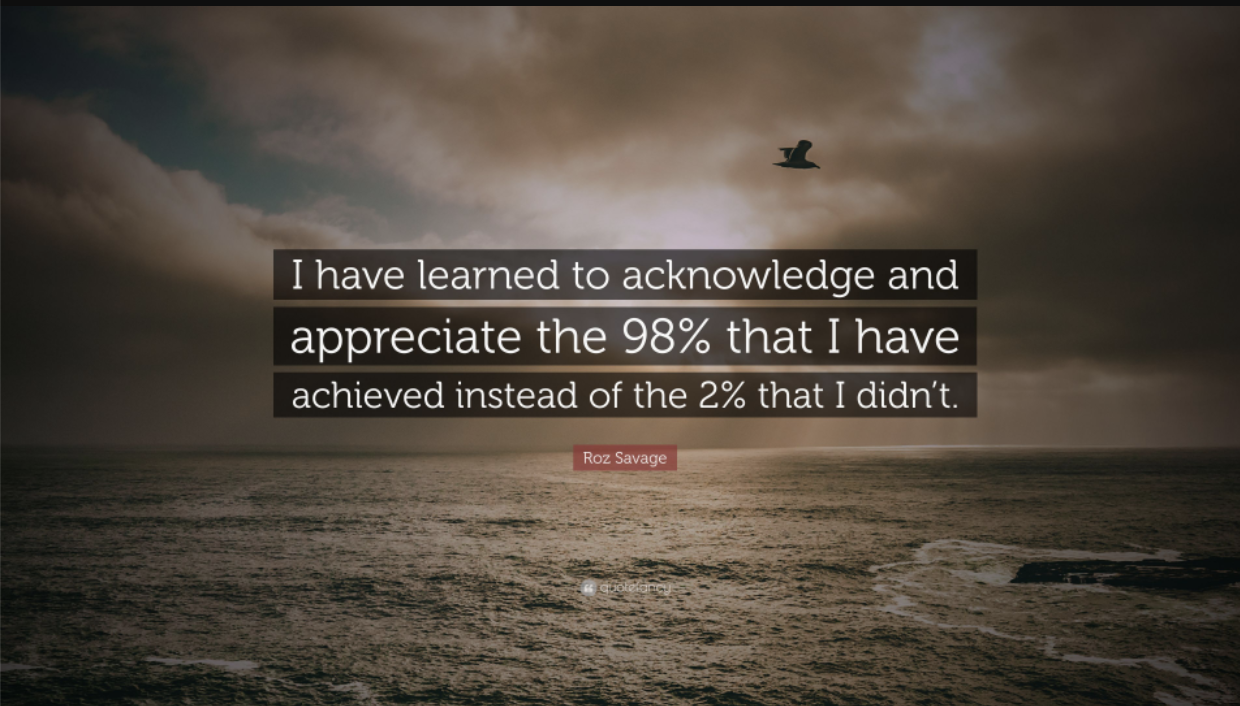 I have learned to acknowledge and
appreciate the 98% that I have
achieved instead of the 2% that I didn’t.
Roz Savage
quotefancy